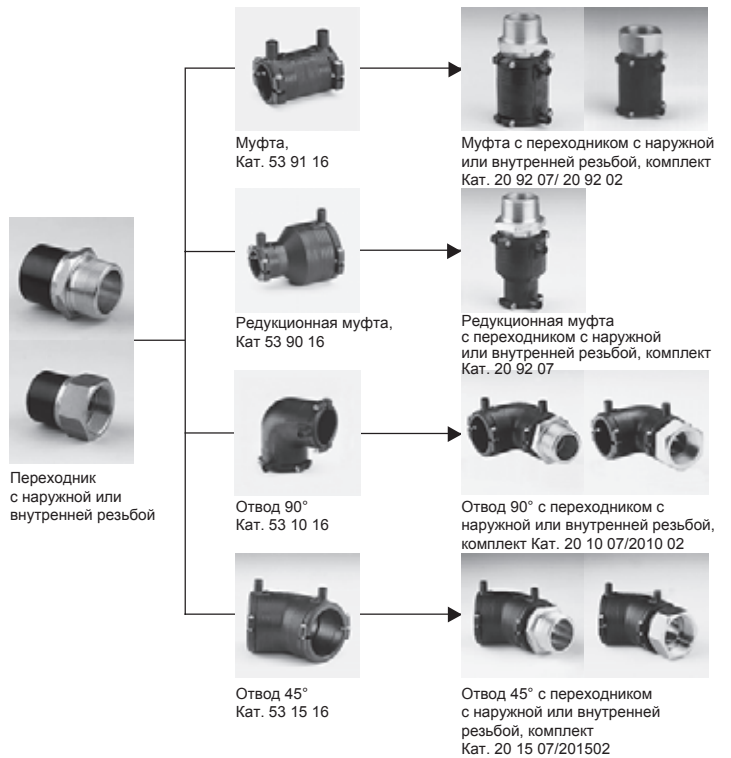 Муфта,
Кат. 53 91 16
Муфта с переходником с наружной
или внутренней резьбой, комплект
Кат. 20 92 07/ 20 92 02
Редукционная муфта,
Кат 53 90 16
Редукционная муфта
с переходником с наружной
или внутренней резьбой, комплект
Кат. 20 92 07
Переходник
с наружной или
внутренней резьбой
Отвод 90°
Кат. 53 10 16
Отвод 90° с переходником с
наружной или внутренней резьбой,
комплект Кат. 20 10 07/2010 02
Отвод 45°
Кат. 53 15 16
Отвод 45° с переходником
с наружной или внутренней
резьбой, комплект
Кат. 20 15 07/201502